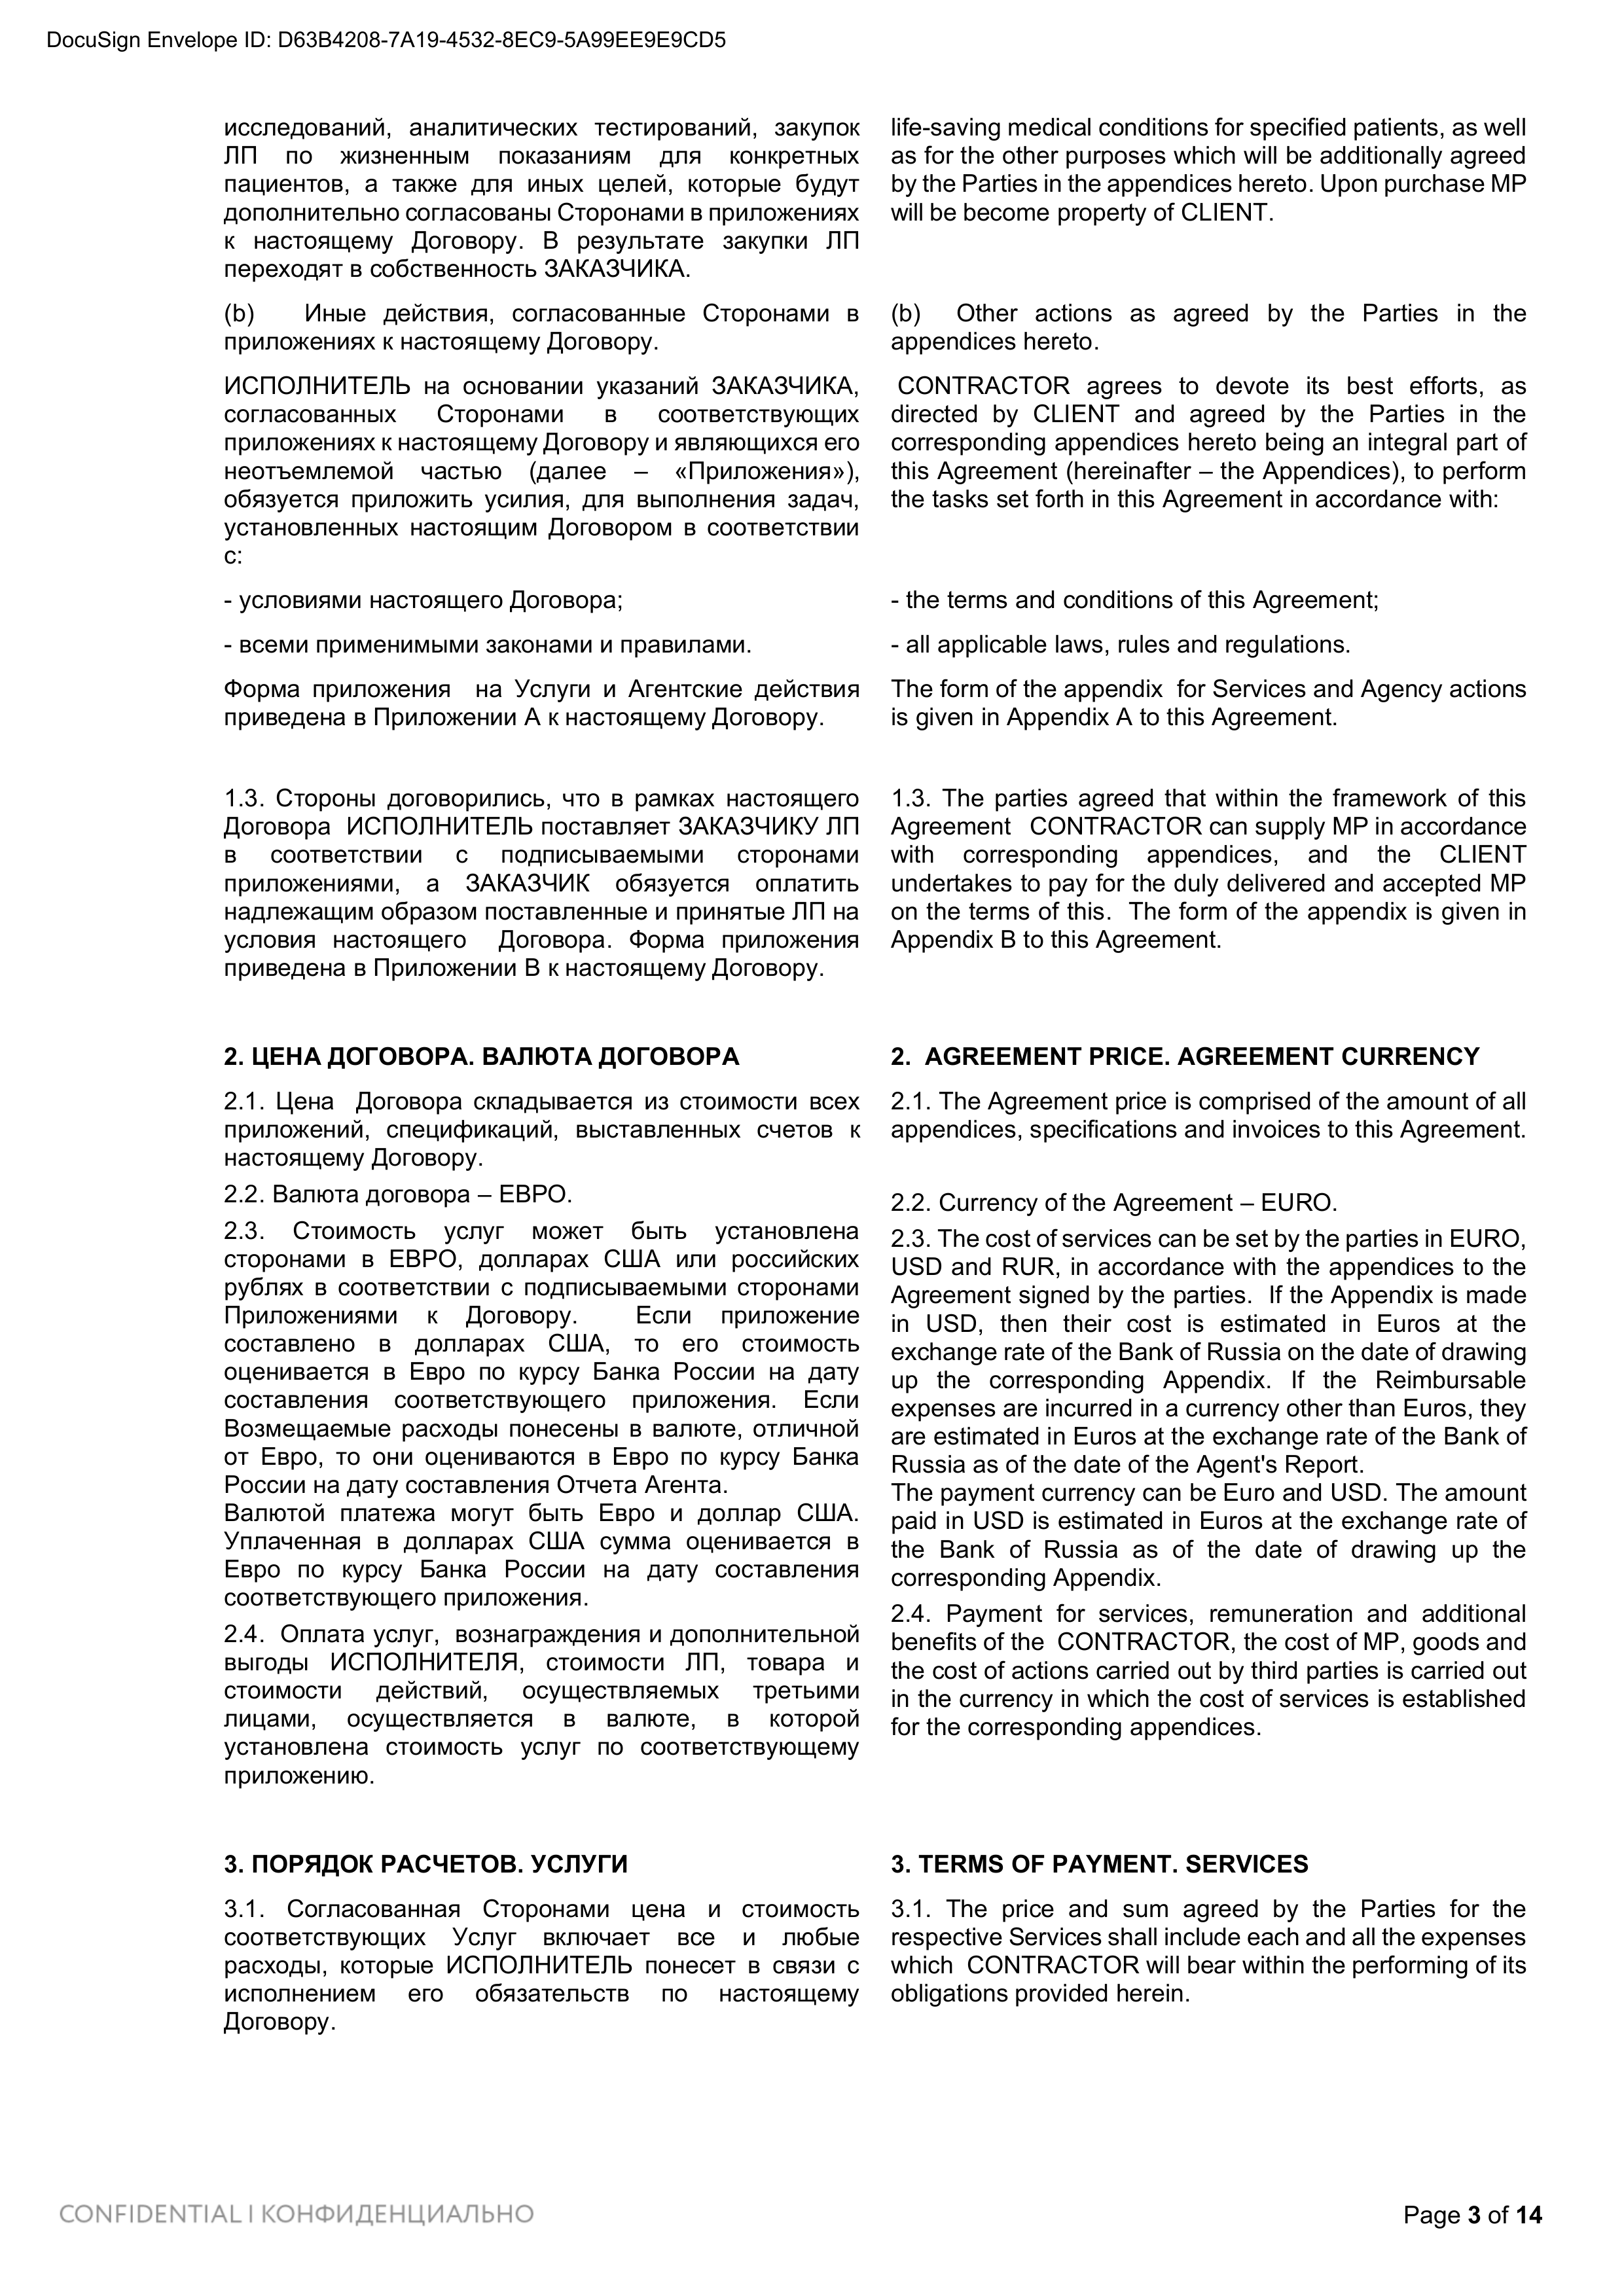 DocuSign Envelope ID: D63B4208-7A19-4532-8EC9-5A99EE9E9CD5
исследований, аналитических тестирований, закупок
ЛП по жизненным показаниям для конкретных
пациентов, а также для иных целей, которые будут
дополнительно согласованы Сторонами в приложениях
к настоящему Договору. В результате закупки ЛП
переходят в собственность ЗАКАЗЧИКА.
(b) Иные действия, согласованные Сторонами в
приложениях к настоящему Договору.
ИСПОЛНИТЕЛЬ на основании указаний ЗАКАЗЧИКА,
согласованных Сторонами в соответствующих
приложениях к настоящему Договору и являющихся его
неотъемлемой частью (далее – «Приложения»),
обязуется приложить усилия, для выполнения задач,
установленных настоящим Договором в соответствии
с:
- условиями настоящего Договора;
- всеми применимыми законами и правилами.
Форма приложения на Услуги и Агентские действия
приведена в Приложении А к настоящему Договору.
1.3. Стороны договорились, что в рамках настоящего
Договора ИСПОЛНИТЕЛЬ поставляет ЗАКАЗЧИКУ ЛП
в соответствии с подписываемыми сторонами
приложениями, а ЗАКАЗЧИК обязуется оплатить
надлежащим образом поставленные и принятые ЛП на
условия настоящего Договора. Форма приложения
приведена в Приложении В к настоящему Договору.
2. ЦЕНА ДОГОВОРА. ВАЛЮТА ДОГОВОРА
2.1. Цена Договора складывается из стоимости всех
приложений, спецификаций, выставленных счетов к
настоящему Договору.
2.2. Валюта договора – ЕВРО.
2.3. Стоимость услуг может быть установлена
сторонами в ЕВРО, долларах США или российских
рублях в соответствии с подписываемыми сторонами
Приложениями к Договору. Если приложение
составлено в долларах США, то его стоимость
оценивается в Евро по курсу Банка России на дату
составления соответствующего приложения. Если
Возмещаемые расходы понесены в валюте, отличной
от Евро, то они оцениваются в Евро по курсу Банка
России на дату составления Отчета Агента.
Валютой платежа могут быть Евро и доллар США.
Уплаченная в долларах США сумма оценивается в
Евро по курсу Банка России на дату составления
соответствующего приложения.
2.4. Оплата услуг, вознаграждения и дополнительной
выгоды ИСПОЛНИТЕЛЯ, стоимости ЛП, товара и
стоимости действий, осуществляемых третьими
лицами, осуществляется в валюте, в которой
установлена стоимость услуг по соответствующему
приложению.
3. ПОРЯДОК РАСЧЕТОВ. УСЛУГИ
3.1. Согласованная Сторонами цена и стоимость
соответствующих Услуг включает все и любые
расходы, которые ИСПОЛНИТЕЛЬ понесет в связи с
исполнением его обязательств по настоящему
Договору.
life-saving medical conditions for specified patients, as well
as for the other purposes which will be additionally agreed
by the Parties in the appendices hereto. Upon purchase MP
will be become property of CLIENT.
(b) Other actions as agreed by the Parties in the
appendices hereto.
CONTRACTOR agrees to devote its best efforts, as
directed by CLIENT and agreed by the Parties in the
corresponding appendices hereto being an integral part of
this Agreement (hereinafter – the Appendices), to perform
the tasks set forth in this Agreement in accordance with:
- the terms and conditions of this Agreement;
- all applicable laws, rules and regulations.
The form of the appendix for Services and Agency actions
is given in Appendix A to this Agreement.
1.3. The parties agreed that within the framework of this
Agreement CONTRACTOR can supply MP in accordance
with corresponding appendices, and the CLIENT
undertakes to pay for the duly delivered and accepted MP
on the terms of this. The form of the appendix is given in
Appendix B to this Agreement.
2. AGREEMENT PRICE. AGREEMENT CURRENCY
2.1. The Agreement price is comprised of the amount of all
appendices, specifications and invoices to this Agreement.
2.2. Currency of the Agreement – EURO.
2.3. The cost of services can be set by the parties in EURO,
USD and RUR, in accordance with the appendices to the
Agreement signed by the parties. If the Appendix is made
in USD, then their cost is estimated in Euros at the
exchange rate of the Bank of Russia on the date of drawing
up the corresponding Appendix. If the Reimbursable
expenses are incurred in a currency other than Euros, they
are estimated in Euros at the exchange rate of the Bank of
Russia as of the date of the Agent's Report.
The payment currency can be Euro and USD. The amount
paid in USD is estimated in Euros at the exchange rate of
the Bank of Russia as of the date of drawing up the
corresponding Appendix.
2.4. Payment for services, remuneration and additional
benefits of the CONTRACTOR, the cost of MP, goods and
the cost of actions carried out by third parties is carried out
in the currency in which the cost of services is established
for the corresponding appendices.
3. TERMS OF PAYMENT. SERVICES
3.1. The price and sum agreed by the Parties for the
respective Services shall include each and all the expenses
which CONTRACTOR will bear within the performing of its
obligations provided herein.
CONFIDENTIAL I КОНФИДЕНЦИАЛЬНО
Page 3 of 14